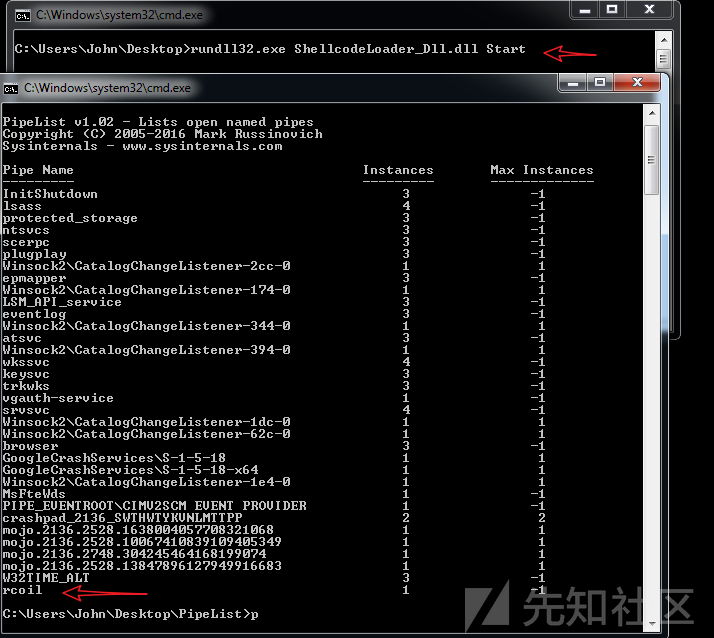 C:\Windows\system32\cmd.exe
C:\Users\John\Desktop>rundll32.exe ShellcodeLoader_Dll.dll Start
C:\Windows\system32\cmd.exe
PipeList v1.02 - Lists open named pipes
Copyright (C) 2005-2016 Mark Russinovich
Sysinternals - www.sysinternals.com
Pipe Name Instances Max Instances
--------- --------- -------------
InitShutdown 3 -1
lsass 4 -1
protected_storage 3 -1
ntsvcs 3 -1
scerpc 3 -1
plugplay 3 -1
Winsock2\CatalogChangeListener-2cc-0 1 1
epmapper 3 -1
Winsock2\CatalogChangeListener-174-0 1 1
LSM_API_service 3 -1
eventlog 3 -1
Winsock2\CatalogChangeListener-344-0 1 1
atsvc 3 -1
Winsock2\CatalogChangeListener-394-0 1 1
wkssvc 4 -1
keysvc 3 -1
trkwks 3 -1
vgauth-service 1 -1
srvsvc 4 -1
Winsock2\CatalogChangeListener-1dc-0 1 1
Winsock2\CatalogChangeListener-62c-0 1 1
browser 3 -1
GoogleCrashServices\S-1-5-18 1 1
GoogleCrashServices\S-1-5-18-x64 1 1
Winsock2\CatalogChangeListener-1e4-0 1 1
MsFteWds 1 -1
PIPE_EVENTROOT\CIMV2SCM EVENT PROVIDER 1 -1
crashpad_2136_SWTHWTYKVNLMTTPP 2 2
mojo.2136.2528.1638004057708321068 1 1
mojo.2136.2528.10067410839109405349 1 1
mojo.2136.2748.304245464168199074 1 1
mojo.2136.2528.13847896127949916683 1 1
W32TIME_ALT 3 -1
rcoil 1 -1
C:\Users\John\Desktop\PipeList>p
先知社区